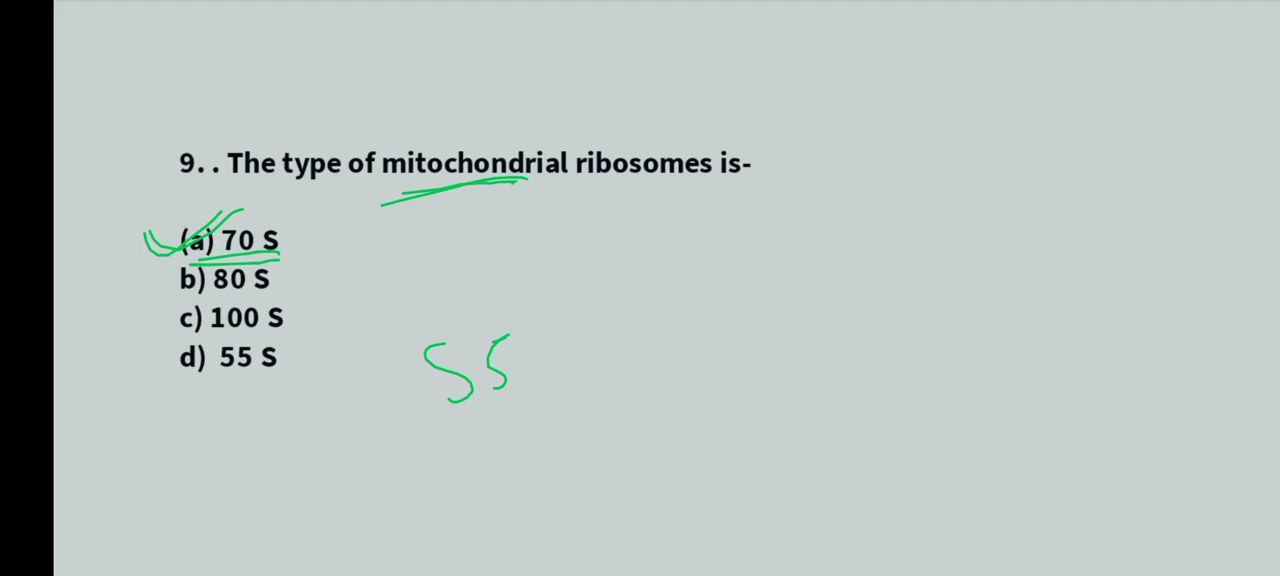 9. . The type of mitochondrial ribosomes is-
(a) 70 S
b) 80 S
c) 100 S
d) 55 S
55